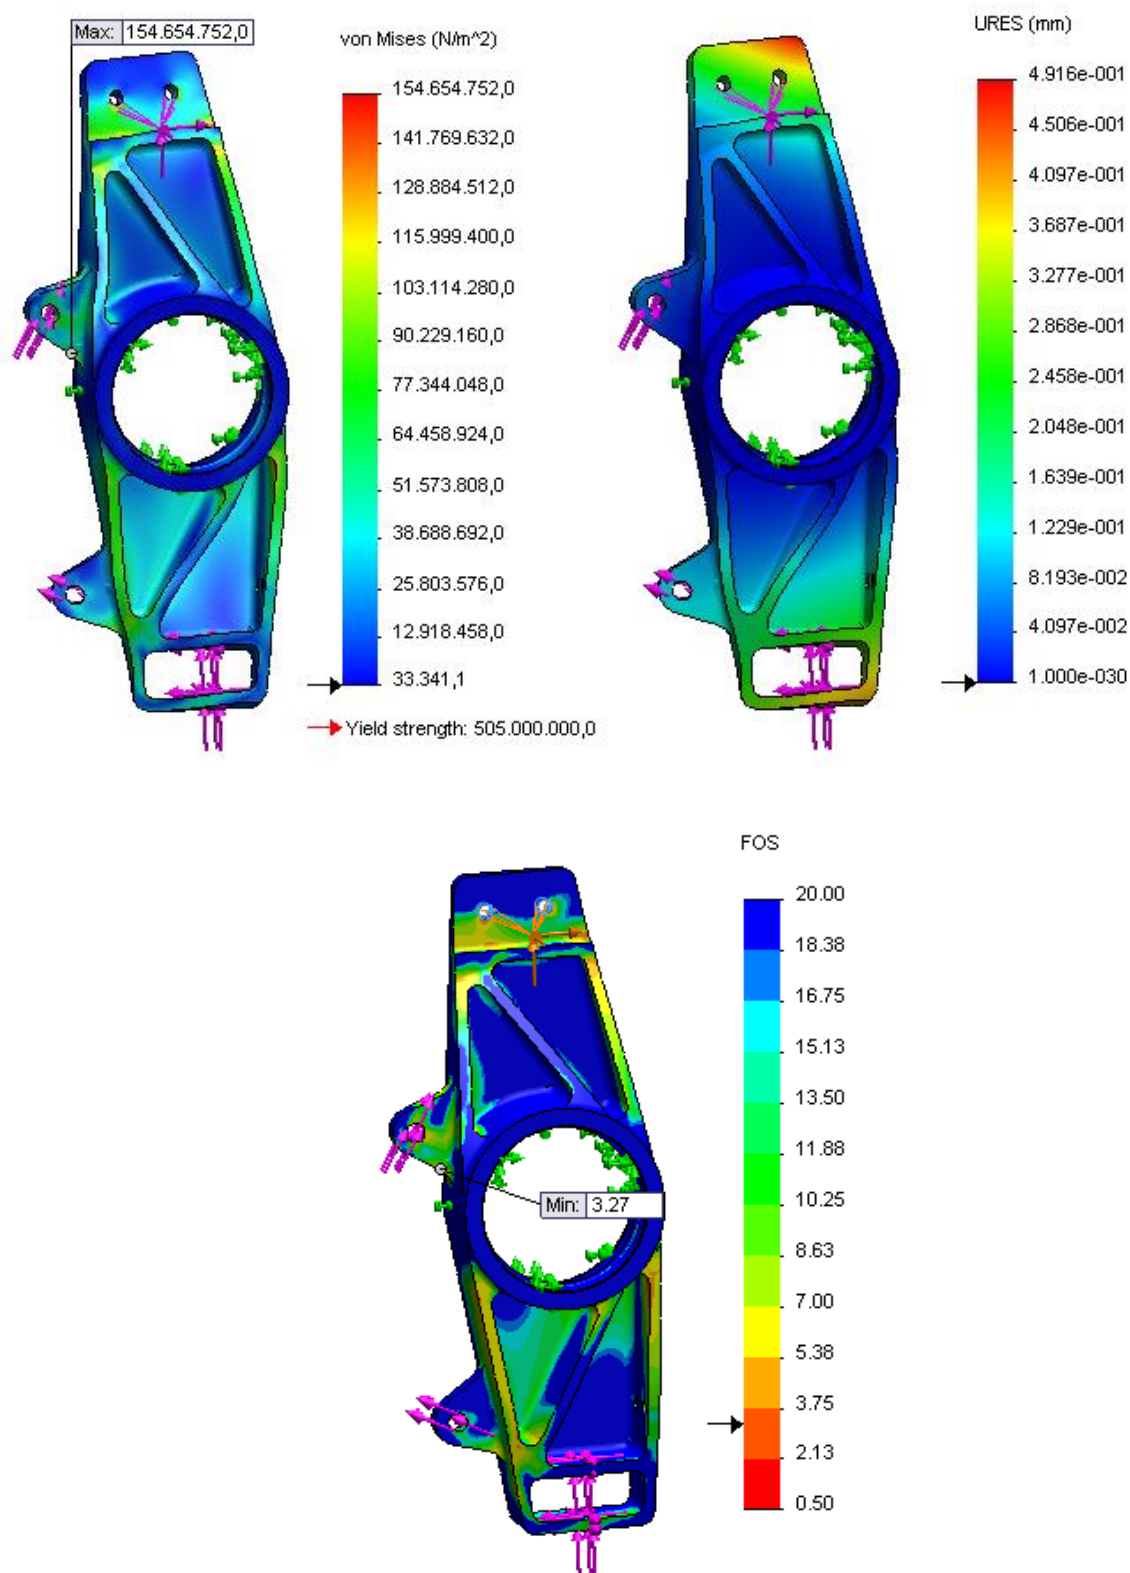 Max: 154.654.752,0
von Mises (N/m^2)
154.654.752,0
141.769.632,0
128.884.512,0
115.999.400,0
103.114.280,0
90.229.160,0
77.344.048,0
64.458.924,0
51.573.808,0
38.688.692,0
25.803.576,0
12.918.458,0
33.341,1
Yield strength: 505.000.000,0
URES (mm)
4.916e-001
4.506e-001
4.097e-001
3.687e-001
3.277e-001
2.868e-001
2.458e-001
2.048e-001
1.639e-001
1.229e-001
8.193e-002
4.097e-002
1.000e-030
FOS
20.00
18.38
16.75
15.13
13.50
11.88
10.25
8.63
7.00
5.38
3.75
2.13
0.50
Min: 3.27